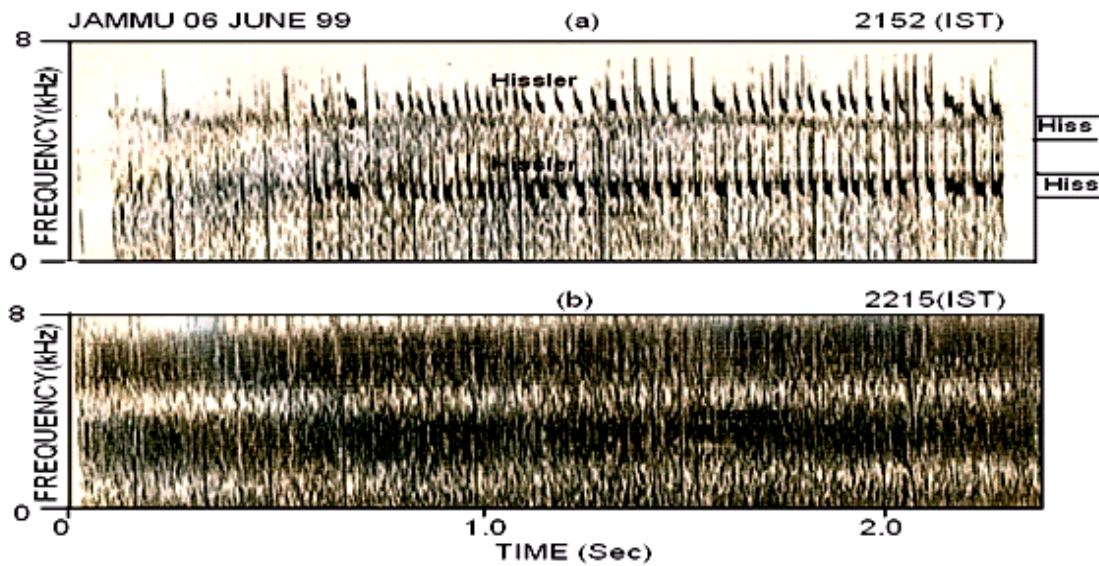 JAMMU 06 JUNE 99 (a) 2152 (IST)
8
Hissler
Hiss
Hissler
Hiss
FREQUENCY(kHz)
0
(b) 2215(IST)
8
FREQUENCY(kHz)
0
0 1.0 2.0
TIME (Sec)